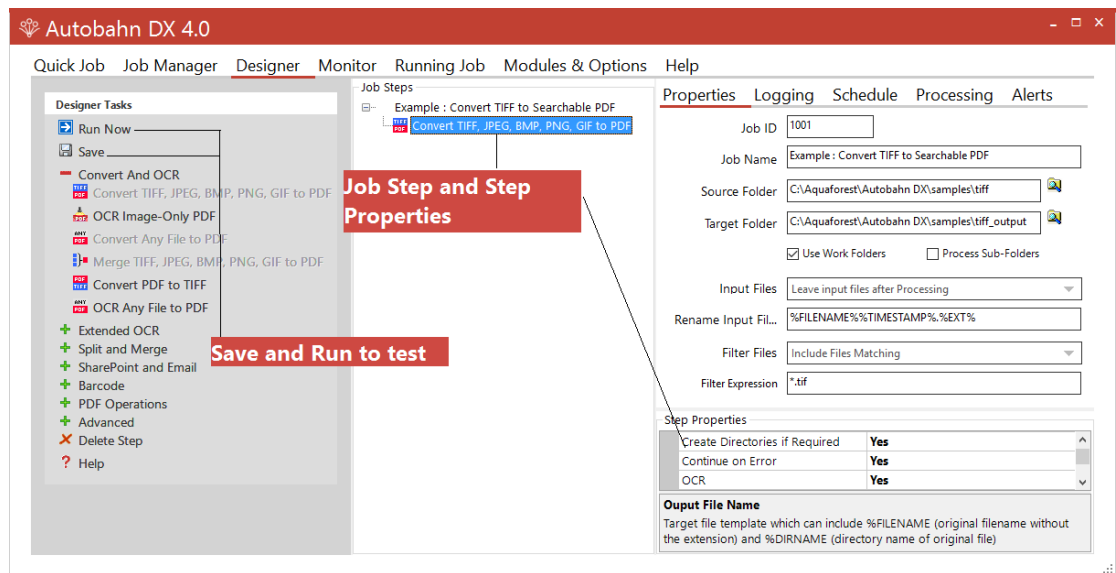 Autobahn DX 4.0
Quick Job Job Manager Designer Monitor Running Job Modules & Options Help
Designer Tasks
Run Now
Save
Convert And OCR
Convert TIFF, JPEG, BMP, PNG, GIF to PDF
OCR Image-Only PDF
Convert Any File to PDF
Merge TIFF, JPEG, BMP, PNG, GIF to PDF
Convert PDF to TIFF
OCR Any File to PDF
Extended OCR
Split and Merge
SharePoint and Email
Barcode
PDF Operations
Advanced
Delete Step
? Help
Save and Run to test
Job Steps
Example : Convert TIFF to Searchable PDF
Convert TIFF, JPEG, BMP, PNG, GIF to PDF
Job Step and Step
Properties
Properties Logging Schedule Processing Alerts
Job ID 1001
Job Name Example : Convert TIFF to Searchable PDF
Source Folder C:\Aquaforest\Autobahn DX\samples\tiff
Target Folder C:\Aquaforest\Autobahn DX\samples\tiff_output
Use Work Folders Process Sub-Folders
Input Files Leave input files after Processing
Rename Input Fil... %FILENAME%%TIMESTAMP%.%EXT%
Filter Files Include Files Matching
Filter Expression *.tif
Step Properties
Create Directories if Required Yes
Continue on Error Yes
OCR Yes
Ouput File Name
Target file template which can include %FILENAME (original filename without
the extension) and %DIRNAME (directory name of original file)